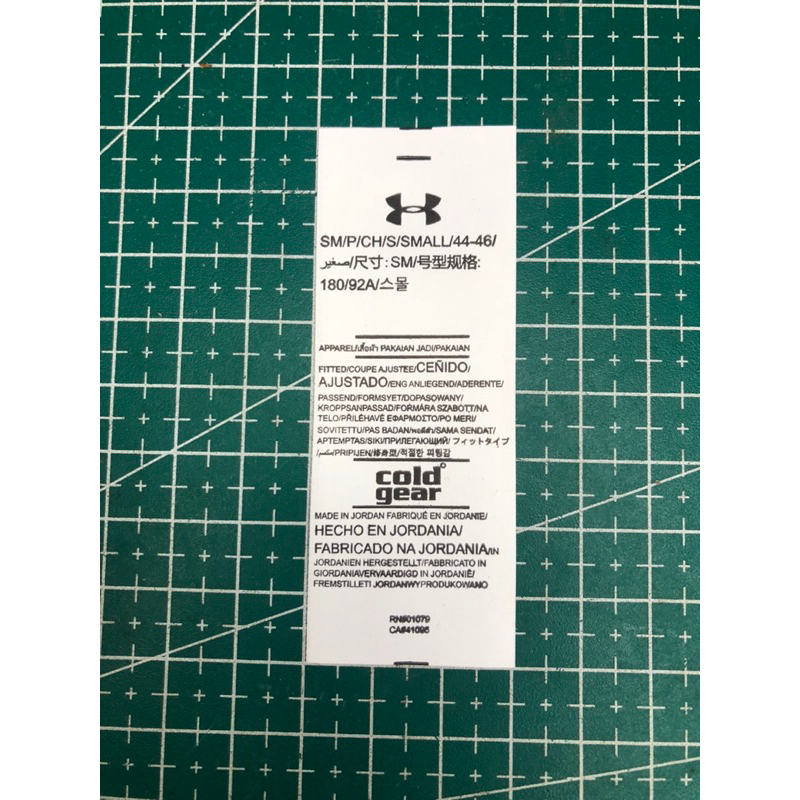 SM/P/CH/S/SMALL/44-46/
صغير/尺寸: SM/号型规格:
180/92A/스몰
APPAREL/เสื้อผ้า PAKAIAN JADI/PAKAIAN
FITTED/COUPE AJUSTEE/CEÑIDO/
AJUSTADO/ENG ANLIEGEND/ADERENTE/
PASSEND/FORMSYET/DOPASOWANY/
KROPPSANPASSAD/FORMÁRA SZABOTT/NA
TELO/PŘILÉHAVÉ ΕΦΑΡΜΟΣΤΟ/PO MERI/
SOVITETTU/PAS BADAN/พอดีตัว/SAMA SENDAT/
APTEMPTAS/SIKI/ПРИЛЕГАЮЩИЙ/ フィットタイプ
/PRIPIJEN/修身型/적절한 피팅감
cold
gear
MADE IN JORDAN FABRIQUÉ EN JORDANIE/
HECHO EN JORDANIA/
FABRICADO NA JORDANIA/IN
JORDANIEN HERGESTELLT/FABBRICATO IN
GIORDANIA/VERVAARDIGD IN JORDANIË/
FREMSTILLETI JORDAN/WYPRODUKOWANO
RN#01079
CA#41095